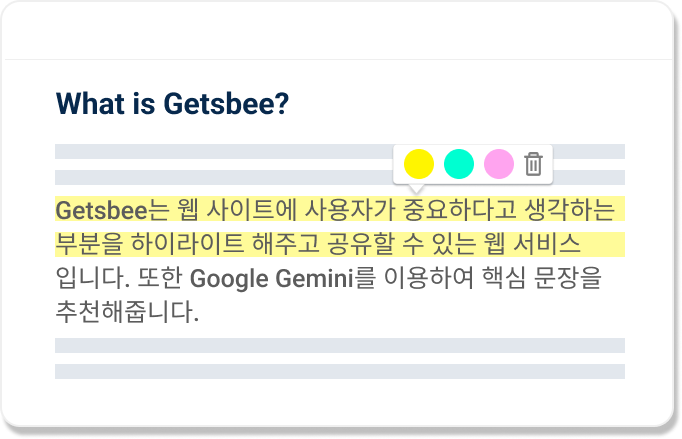 What is Getsbee?
Getsbee는 웹 사이트에 사용자가 중요하다고 생각하는
부분을 하이라이트 해주고 공유할 수 있는 웹 서비스
입니다. 또한 Google Gemini를 이용하여 핵심 문장을
추천해줍니다.